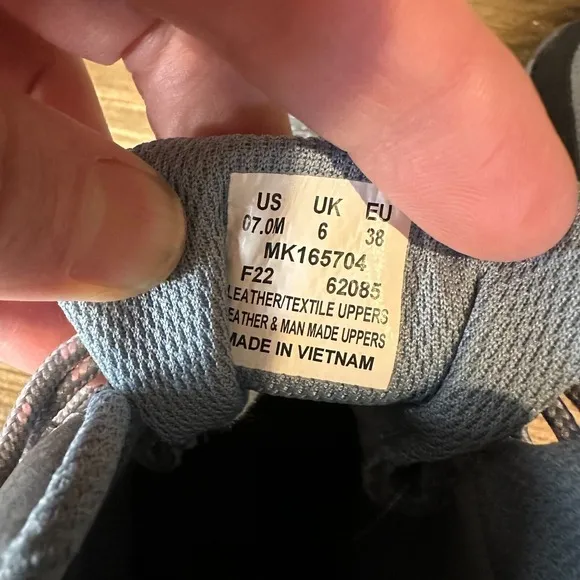 US UK EU
07.0M 6 38
MK165704
F22 62085
LEATHER/TEXTILE UPPERS
EATHER & MAN MADE UPPERS
MADE IN VIETNAM